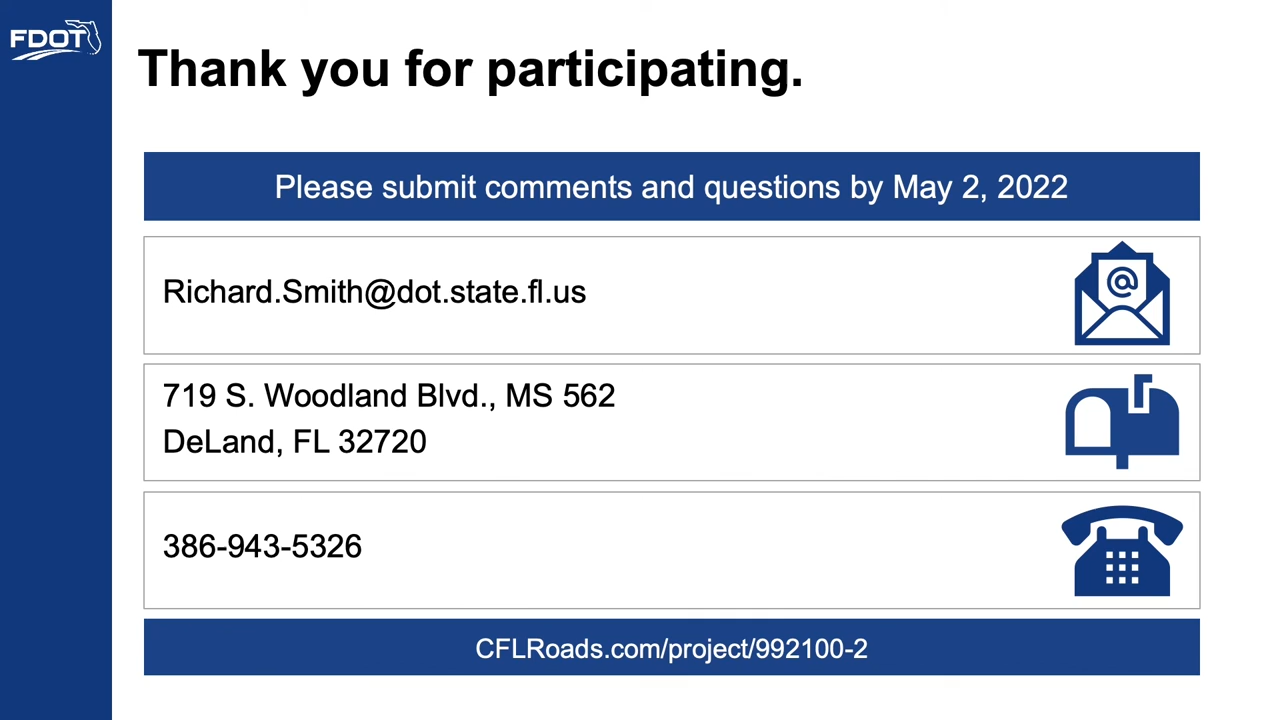 FDOT
Thank you for participating.
Please submit comments and questions by May 2, 2022
Richard.Smith@dot.state.fl.us
@
719 S. Woodland Blvd., MS 562
DeLand, FL 32720
386-943-5326
CFLRoads.com/project/992100-2